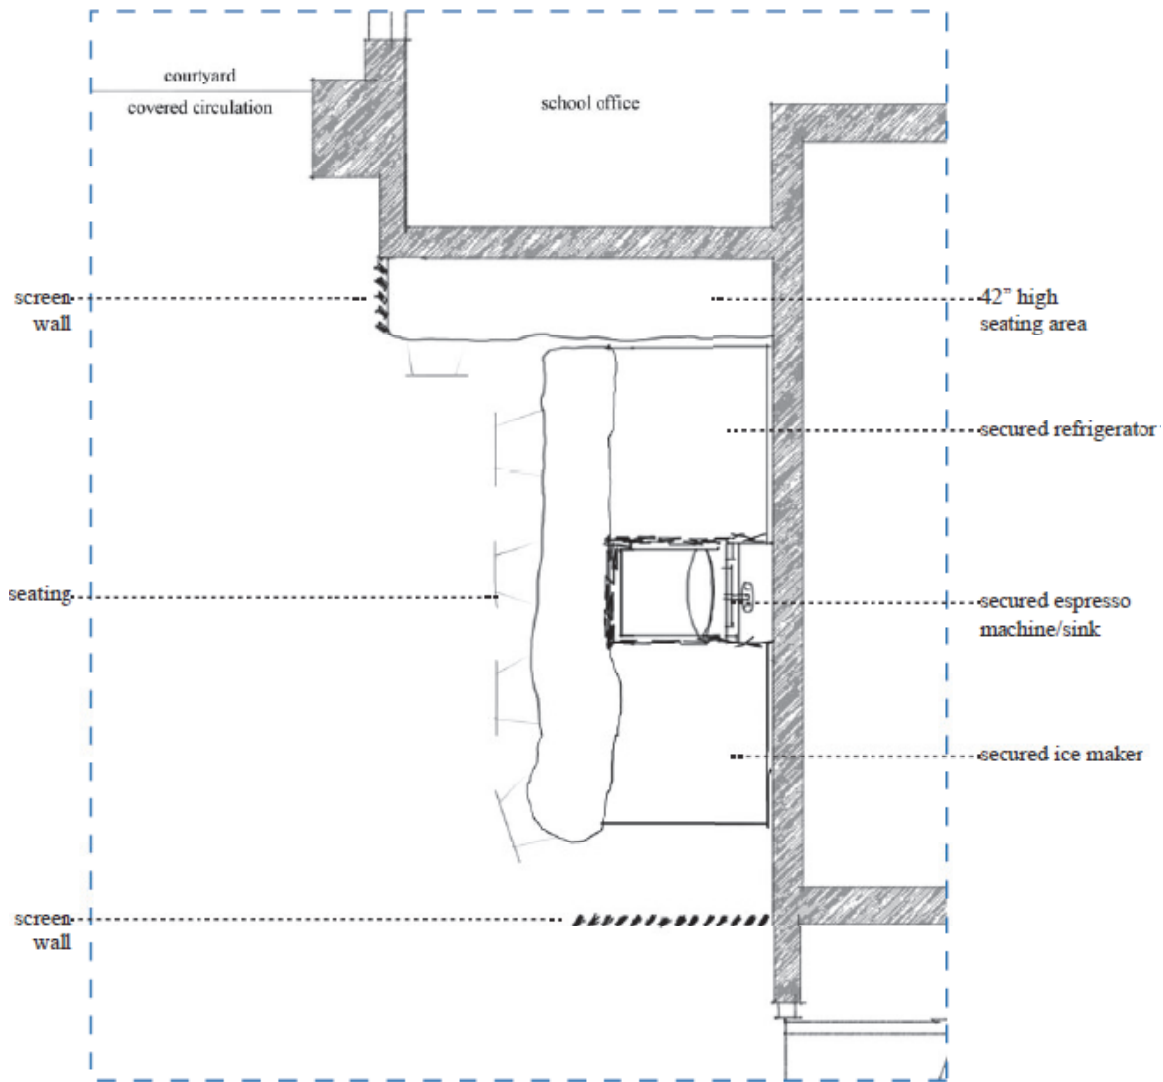 courtyard
covered circulation
school office
screen
wall
42” high
seating area
secured refrigerator
seating
secured espresso
machine/sink
secured ice maker
screen
wall